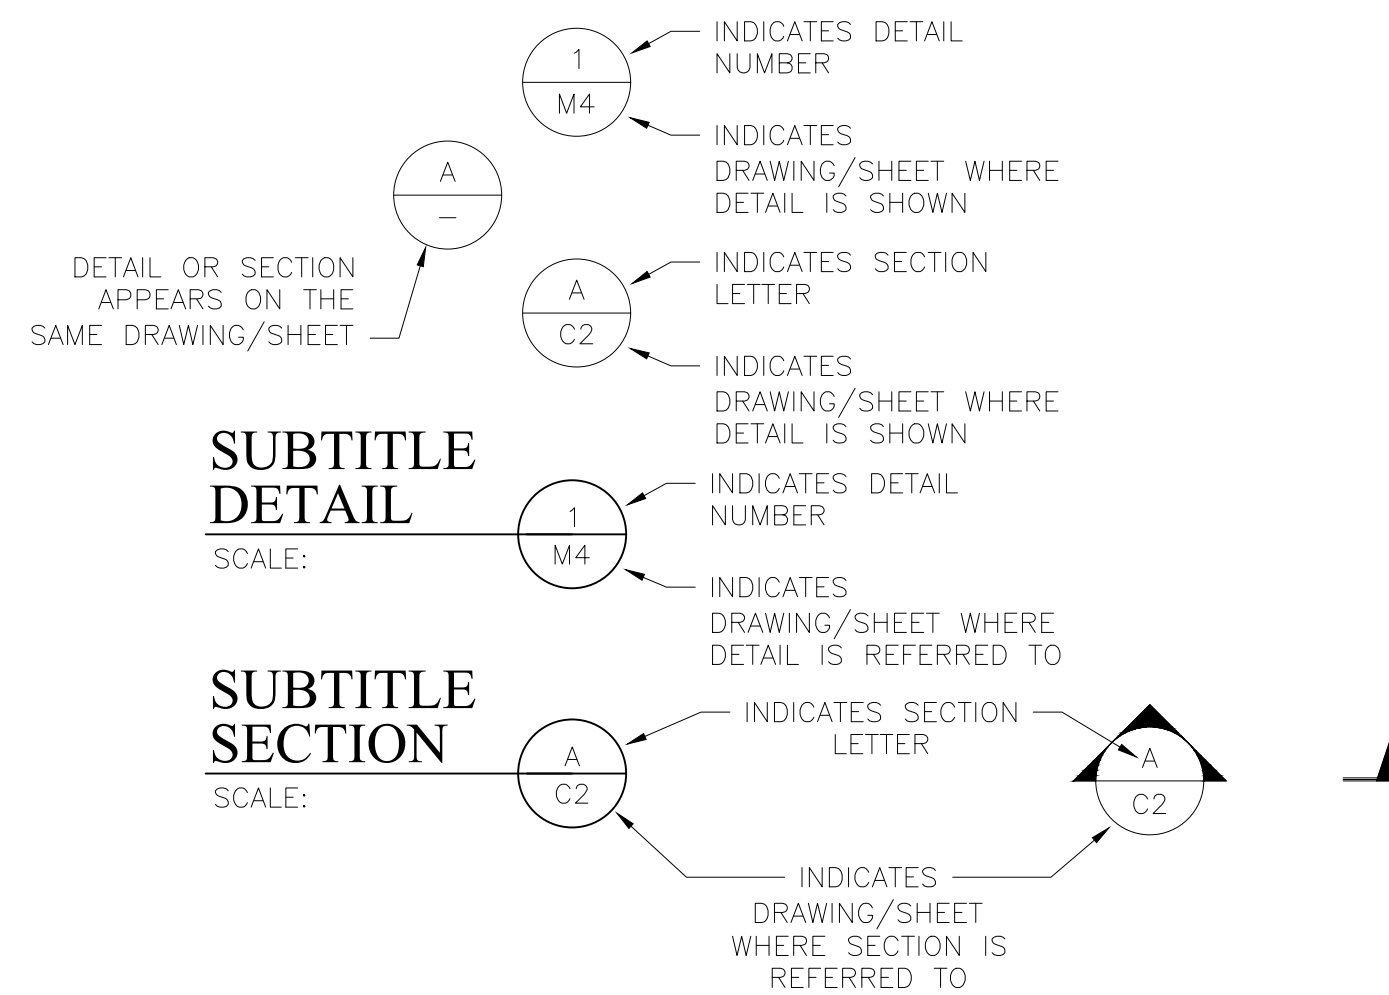 1
M4
INDICATES DETAIL
NUMBER
INDICATES
DRAWING/SHEET WHERE
DETAIL IS SHOWN
A
–
DETAIL OR SECTION
APPEARS ON THE
SAME DRAWING/SHEET
A
C2
INDICATES SECTION
LETTER
INDICATES
DRAWING/SHEET WHERE
DETAIL IS SHOWN
SUBTITLE
DETAIL
SCALE:
1
M4
INDICATES DETAIL
NUMBER
INDICATES
DRAWING/SHEET WHERE
DETAIL IS REFERRED TO
SUBTITLE
SECTION
SCALE:
A
C2
INDICATES SECTION
LETTER
A
C2
INDICATES
DRAWING/SHEET
WHERE SECTION IS
REFERRED TO